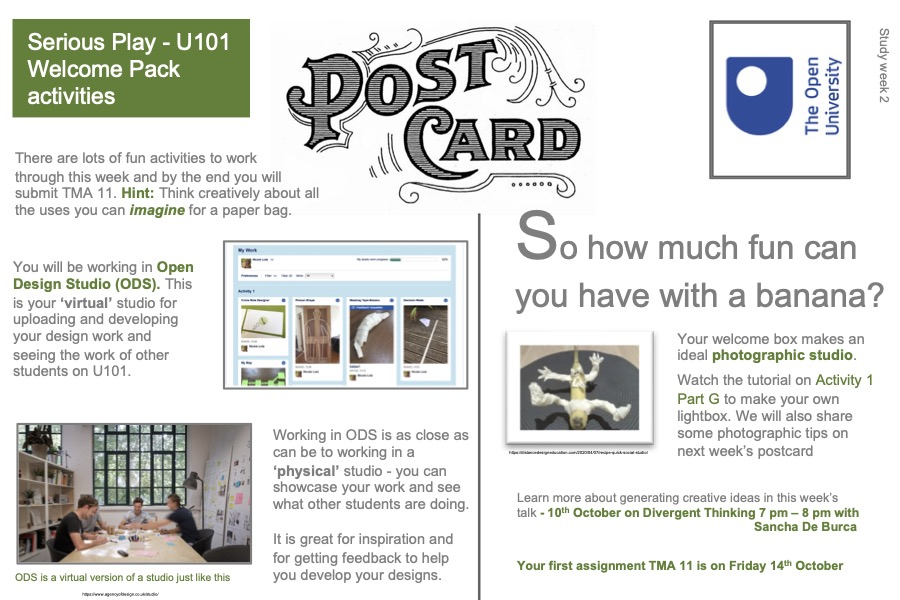 Serious Play - U101
Welcome Pack
activities
POST
CARD
The Open
University
Study week 2
There are lots of fun activities to work
through this week and by the end you will
submit TMA 11. Hint: Think creatively about all
the uses you can imagine for a paper bag.
You will be working in Open
Design Studio (ODS). This
is your ‘virtual’ studio for
uploading and developing
your design work and
seeing the work of other
students on U101.
My Work
Activity 1
Working in ODS is as close as
can be to working in a
‘physical’ studio - you can
showcase your work and see
what other students are doing.
It is great for inspiration and
for getting feedback to help
you develop your designs.
ODS is a virtual version of a studio just like this
https://www.agencyofdesign.co.uk/studio/
So how much fun can
you have with a banana?
Your welcome box makes an
ideal photographic studio.
Watch the tutorial on Activity 1
Part G to make your own
lightbox. We will also share
some photographic tips on
next week’s postcard
https://distancedesigneducation.com/2020/04/07/recipe-quick-social-studio/
Learn more about generating creative ideas in this week’s
talk - 10th October on Divergent Thinking 7 pm – 8 pm with
Sancha De Burca
Your first assignment TMA 11 is on Friday 14th October